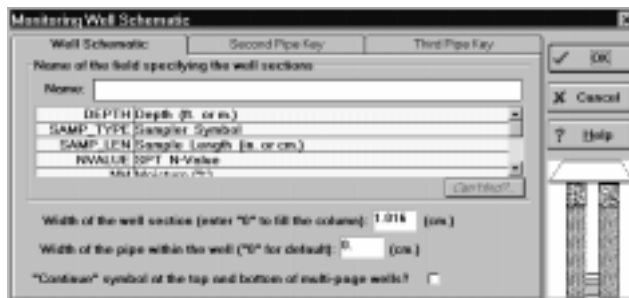 Monitoring Well Schematic
Well Schematic Second Pipe Key Third Pipe Key
Name of the field specifying the well sections
Name:
DEPTH Depth (ft. or m.)
SAMP_TYPE Sampler Symbol
SAMP_LEN Sample Length (in. or cm.)
NVALUE SPT N-Value
Moisture (%)
Can't find?..
Width of the well section (enter "0" to fill the column): 1.016 (cm.)
Width of the pipe within the well ("0" for default): 0. (cm.)
"Continue" symbol at the top and bottom of multi-page wells?
OK
Cancel
? Help